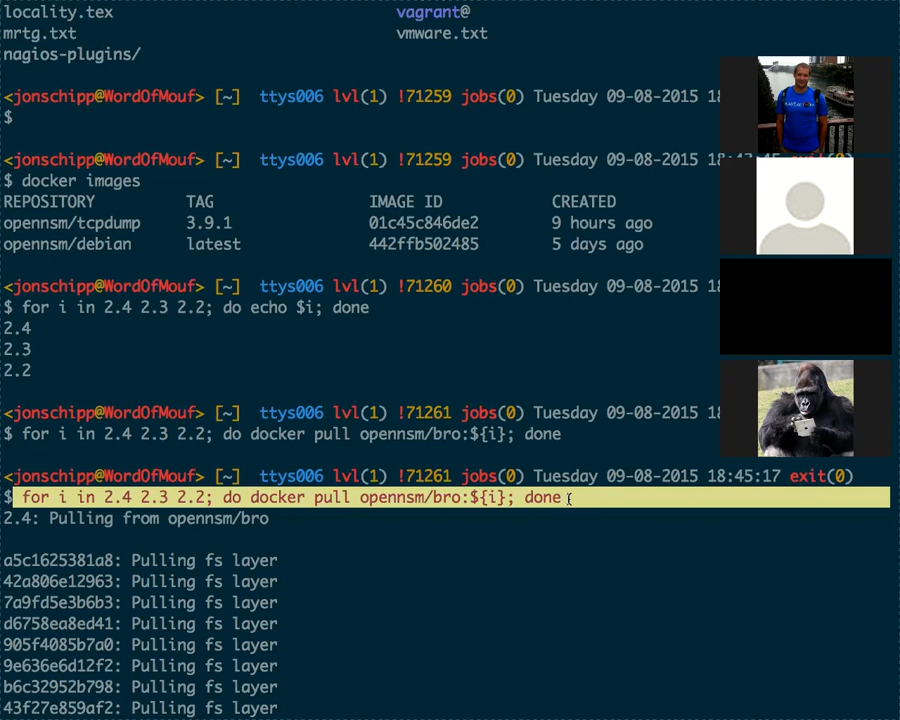 locality.tex vagrant@
mrtg.txt vmware.txt
nagios-plugins/
<jonschipp@WordOfMouf> [~] ttys006 lvl(1) !71259 jobs(0) Tuesday 09-08-2015 18
$
<jonschipp@WordOfMouf> [~] ttys006 lvl(1) !71259 jobs(0) Tuesday 09-08-2015
$ docker images
REPOSITORY TAG IMAGE ID CREATED
opennsm/tcpdump 3.9.1 01c45c846de2 9 hours ago
opennsm/debian latest 442ffb502485 5 days ago
<jonschipp@WordOfMouf> [~] ttys006 lvl(1) !71260 jobs(0) Tuesday 09-08-2015 18
$ for i in 2.4 2.3 2.2; do echo $i; done
2.4
2.3
2.2
<jonschipp@WordOfMouf> [~] ttys006 lvl(1) !71261 jobs(0) Tuesday 09-08-2015 18
$ for i in 2.4 2.3 2.2; do docker pull opennsm/bro:${i}; done
<jonschipp@WordOfMouf> [~] ttys006 lvl(1) !71261 jobs(0) Tuesday 09-08-2015 18:45:17 exit(0)
$ for i in 2.4 2.3 2.2; do docker pull opennsm/bro:${i}; done
2.4: Pulling from opennsm/bro
a5c1625381a8: Pulling fs layer
42a806e12963: Pulling fs layer
7a9fd5e3b6b3: Pulling fs layer
d6758ea8ed41: Pulling fs layer
905f4085b7a0: Pulling fs layer
9e636e6d12f2: Pulling fs layer
b6c32952b798: Pulling fs layer
43f27e859af2: Pulling fs layer